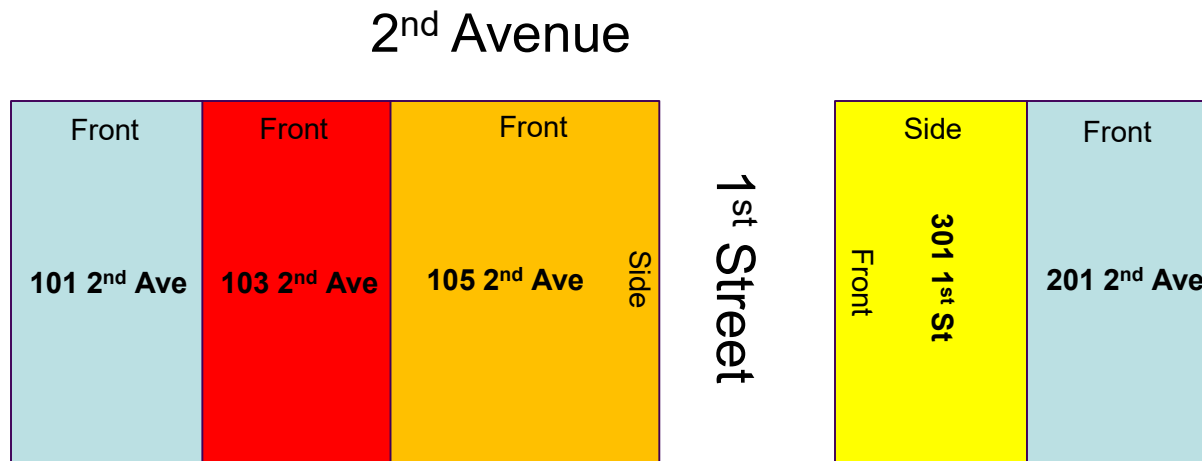 2nd Avenue
Front
Front
Front
Side
Front
101 2nd Ave
103 2nd Ave
105 2nd Ave
Side
1st Street
Front
301 1st St
201 2nd Ave